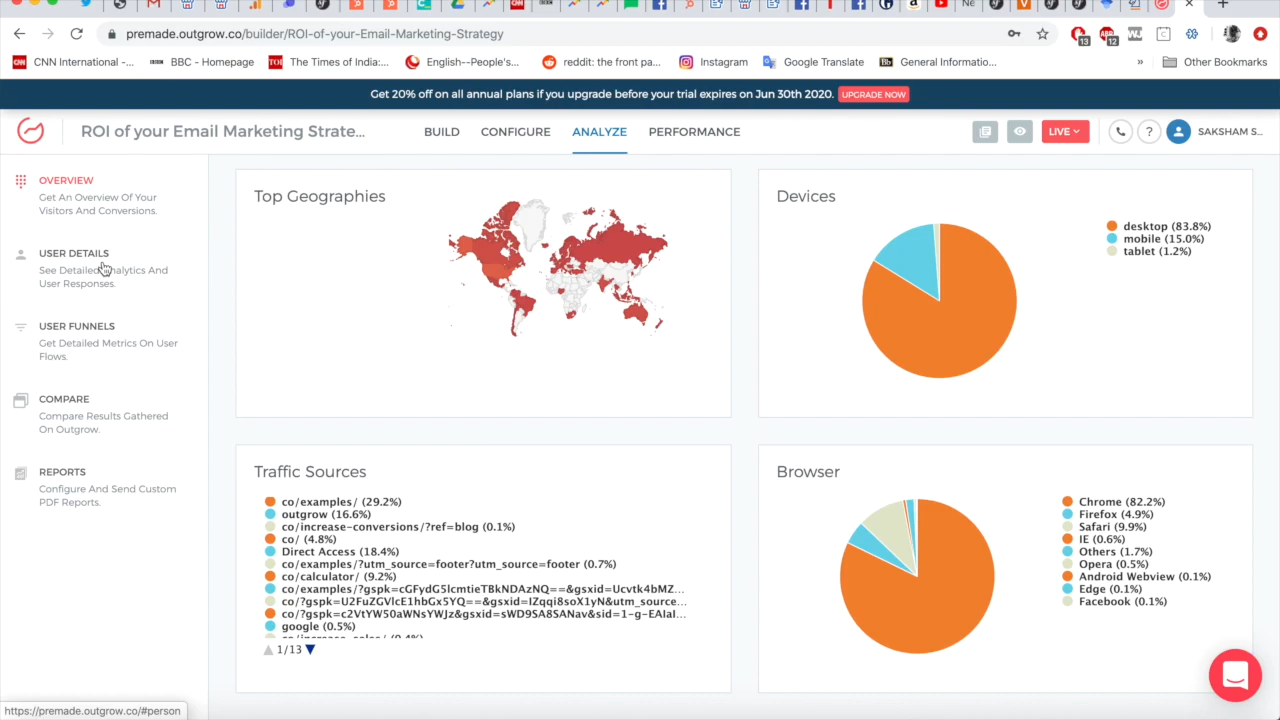 premade.outgrow.co/builder/ROI-of-your-Email-Marketing-Strategy
13
12
CNN International -...
BBC - Homepage
The Times of India:...
English--People's...
reddit: the front pa...
Instagram
Google Translate
Bb
General Informatio...
»
Other Bookmarks
Get 20% off on all annual plans if you upgrade before your trial expires on Jun 30th 2020. UPGRADE NOW
ROI of your Email Marketing Strate...
BUILD
CONFIGURE
ANALYZE
PERFORMANCE
LIVE
?
SAKSHAM S...
OVERVIEW
Get An Overview Of Your
Visitors And Conversions.
USER DETAILS
See Detailed Analytics And
User Responses.
USER FUNNELS
Get Detailed Metrics On User
Flows.
COMPARE
Compare Results Gathered
On Outgrow.
REPORTS
Configure And Send Custom
PDF Reports.
Top Geographies
Devices
desktop (83.8%)
mobile (15.0%)
tablet (1.2%)
Traffic Sources
co/examples/ (29.2%)
outgrow (16.6%)
co/increase-conversions/?ref=blog (0.1%)
co/ (4.8%)
Direct Access (18.4%)
co/examples/?utm_source=footer?utm_source=footer (0.7%)
co/calculator/ (9.2%)
co/examples/?gspk=cGFydG5lcmtieTBkNDAzNQ==&gsxid=Ucvtk4bMZ...
co/?gspk=U2FuZGVlcE1hbGx5YQ==&gsxid=IZqqi8soX1yN&utm_source...
co/?gspk=c2VtYW50aWNsYWJz&gsxid=sWD9SA8SANav&sid=1-g-EAIaI...
google (0.5%)
1/13
Browser
Chrome (82.2%)
Firefox (4.9%)
Safari (9.9%)
IE (0.6%)
Others (1.7%)
Opera (0.5%)
Android Webview (0.1%)
Edge (0.1%)
Facebook (0.1%)
https://premade.outgrow.co/#person